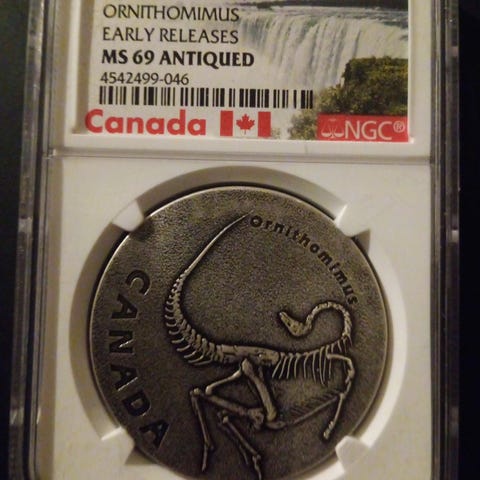 ORNITHOMIMUS
EARLY RELEASES
MS 69 ANTIQUED
4542499-046
Canada NGC®
Ornithomimus
CANADA